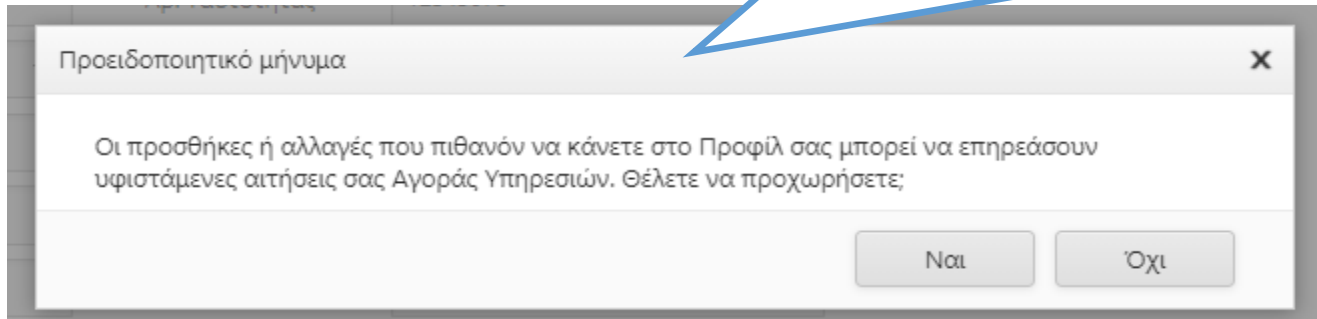 Προειδοποιητικό μήνυμα x
Οι προσθήκες ή αλλαγές που πιθανόν να κάνετε στο Προφίλ σας μπορεί να επηρεάσουν
υφιστάμενες αιτήσεις σας Αγοράς Υπηρεσιών. Θέλετε να προχωρήσετε;
Ναι Όχι